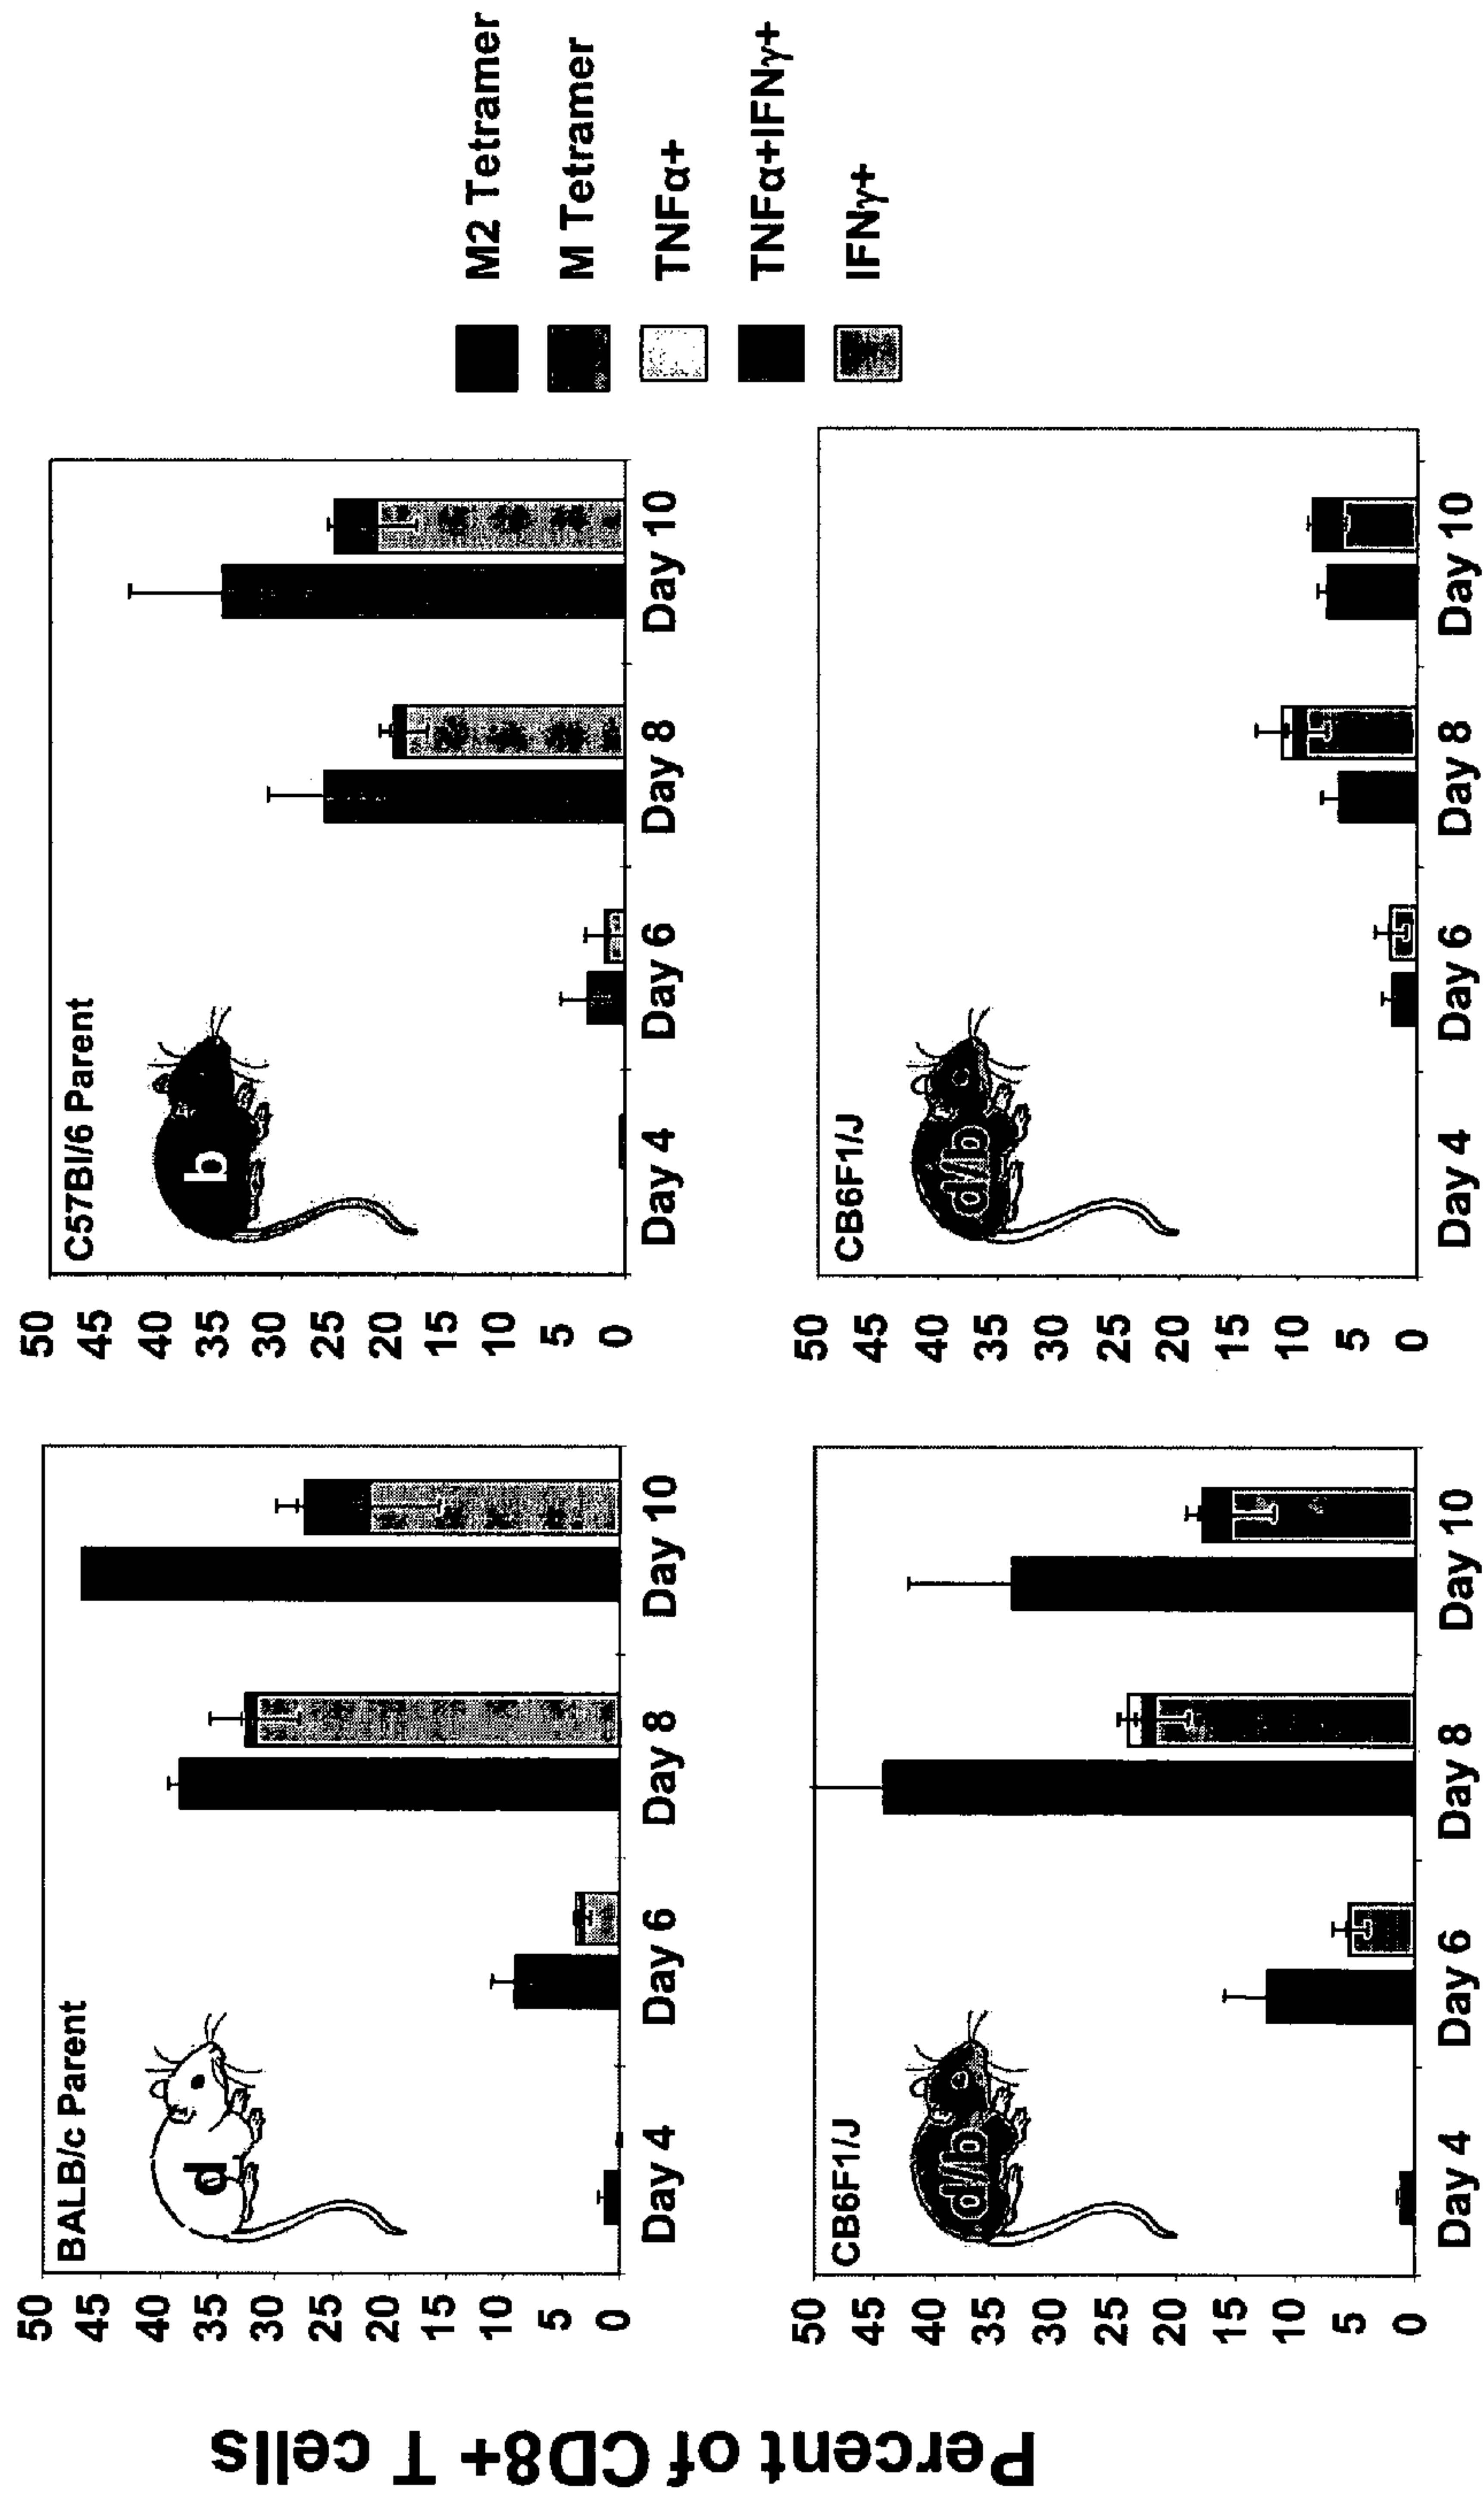 Percent of CD8+ T cells
BALB/c Parent
d
50
45
40
35
30
25
20
15
10
5
0
Day 4 Day 6 Day 8 Day 10
C57Bl/6 Parent
b
50
45
40
35
30
25
20
15
10
5
0
Day 4 Day 6 Day 8 Day 10
CB6F1/J
d/b
50
45
40
35
30
25
20
15
10
5
0
Day 4 Day 6 Day 8 Day 10
CB6F1/J
d/b
50
45
40
35
30
25
20
15
10
5
0
Day 4 Day 6 Day 8 Day 10
M2 Tetramer
M Tetramer
TNFα+
TNFα+IFNγ+
IFNγ+